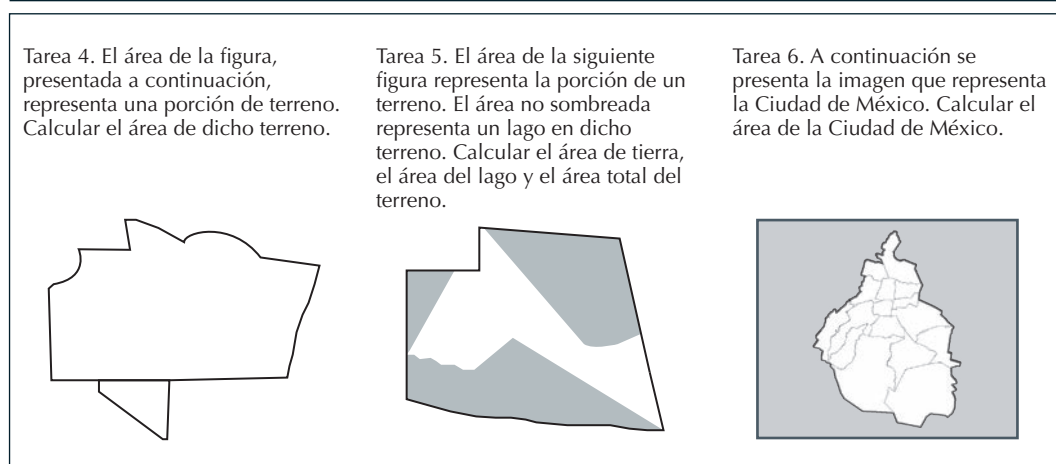 Tarea 4. El área de la figura,
presentada a continuación,
representa una porción de terreno.
Calcular el área de dicho terreno.
Tarea 5. El área de la siguiente
figura representa la porción de un
terreno. El área no sombreada
representa un lago en dicho
terreno. Calcular el área de tierra,
el área del lago y el área total del
terreno.
Tarea 6. A continuación se
presenta la imagen que representa
la Ciudad de México. Calcular el
área de la Ciudad de México.